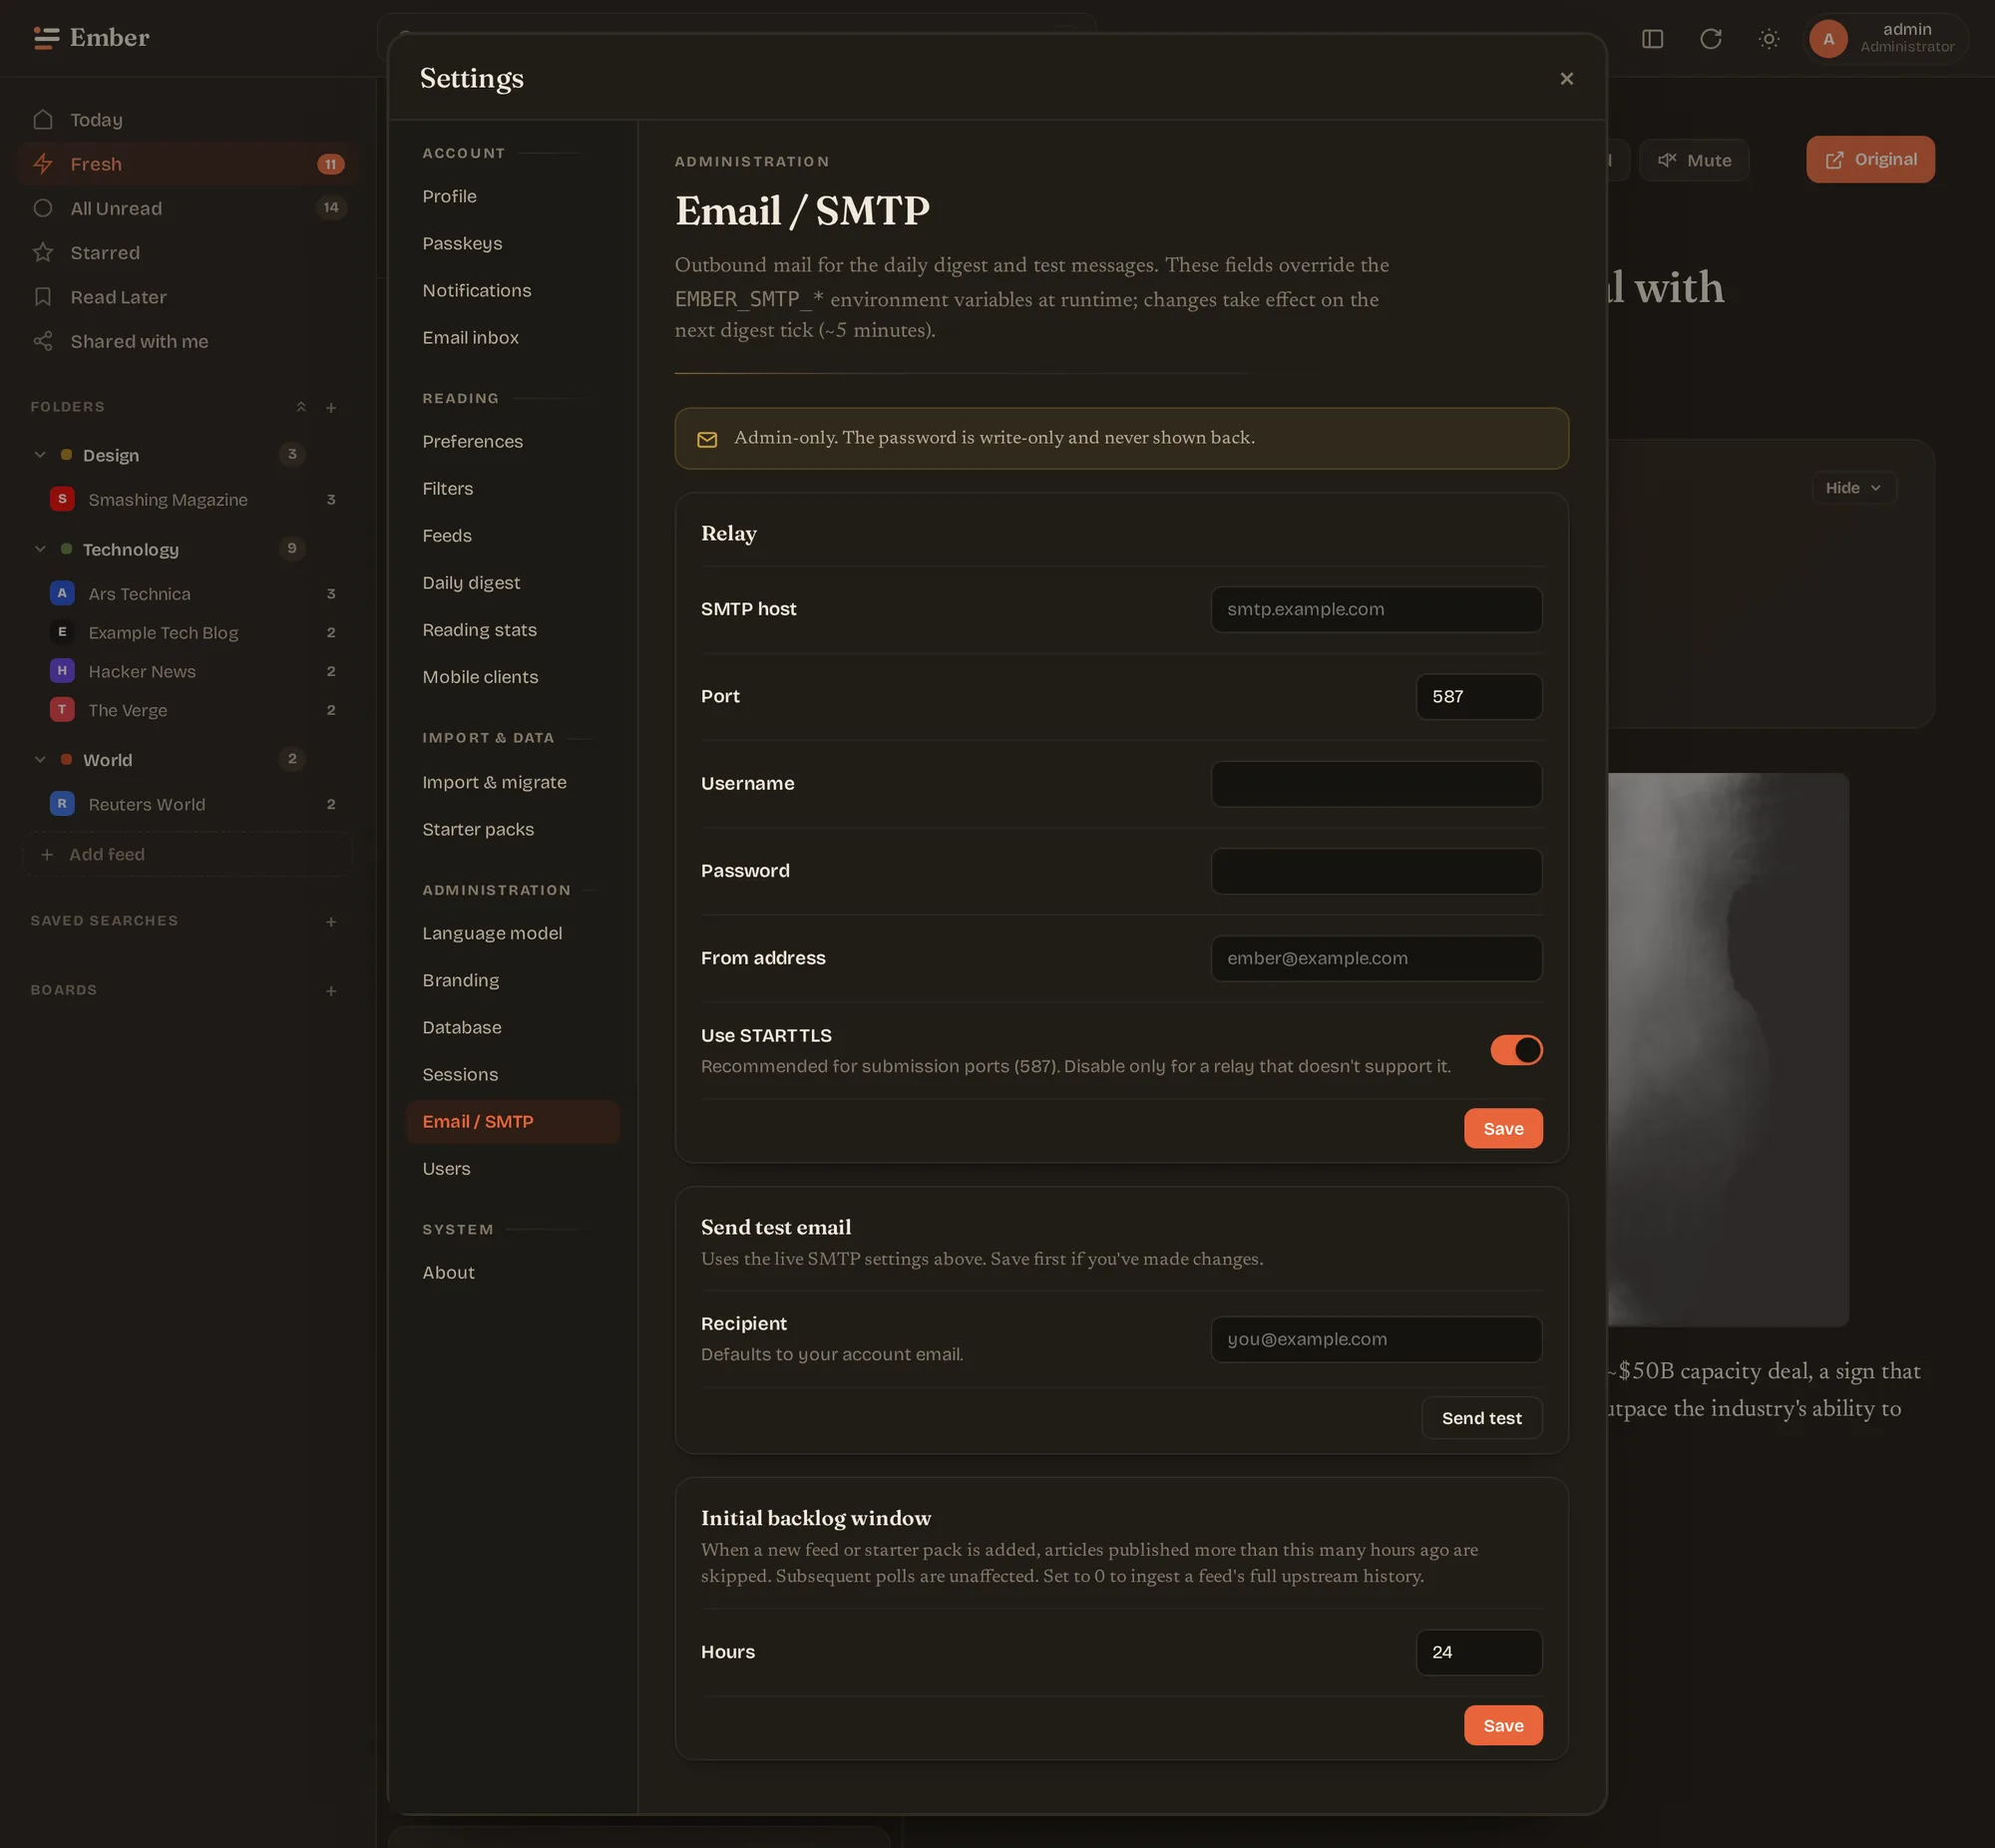 Ember
admin
Administrator
A
Today
Fresh
11
All Unread
14
Starred
Read Later
Shared with me
FOLDERS
Design
3
S
Smashing Magazine
3
Technology
9
A
Ars Technica
3
E
Example Tech Blog
2
H
Hacker News
2
T
The Verge
2
World
2
R
Reuters World
2
+ Add feed
SAVED SEARCHES
+
BOARDS
+
Settings
ACCOUNT
Profile
Passkeys
Notifications
Email inbox
READING
Preferences
Filters
Feeds
Daily digest
Reading stats
Mobile clients
IMPORT & DATA
Import & migrate
Starter packs
ADMINISTRATION
Language model
Branding
Database
Sessions
Email / SMTP
Users
SYSTEM
About
ADMINISTRATION
Email / SMTP
Outbound mail for the daily digest and test messages. These fields override the
EMBER_SMTP_* environment variables at runtime; changes take effect on the
next digest tick (~5 minutes).
Admin-only. The password is write-only and never shown back.
Relay
SMTP host
smtp.example.com
Port
587
Username
Password
From address
ember@example.com
Use STARTTLS
Recommended for submission ports (587). Disable only for a relay that doesn't support it.
Save
Send test email
Uses the live SMTP settings above. Save first if you've made changes.
Recipient
Defaults to your account email.
you@example.com
Send test
Initial backlog window
When a new feed or starter pack is added, articles published more than this many hours ago are
skipped. Subsequent polls are unaffected. Set to 0 to ingest a feed's full upstream history.
Hours
24
Save
Mute
Original
with
Hide
~$50B capacity deal, a sign that
the industry's ability to